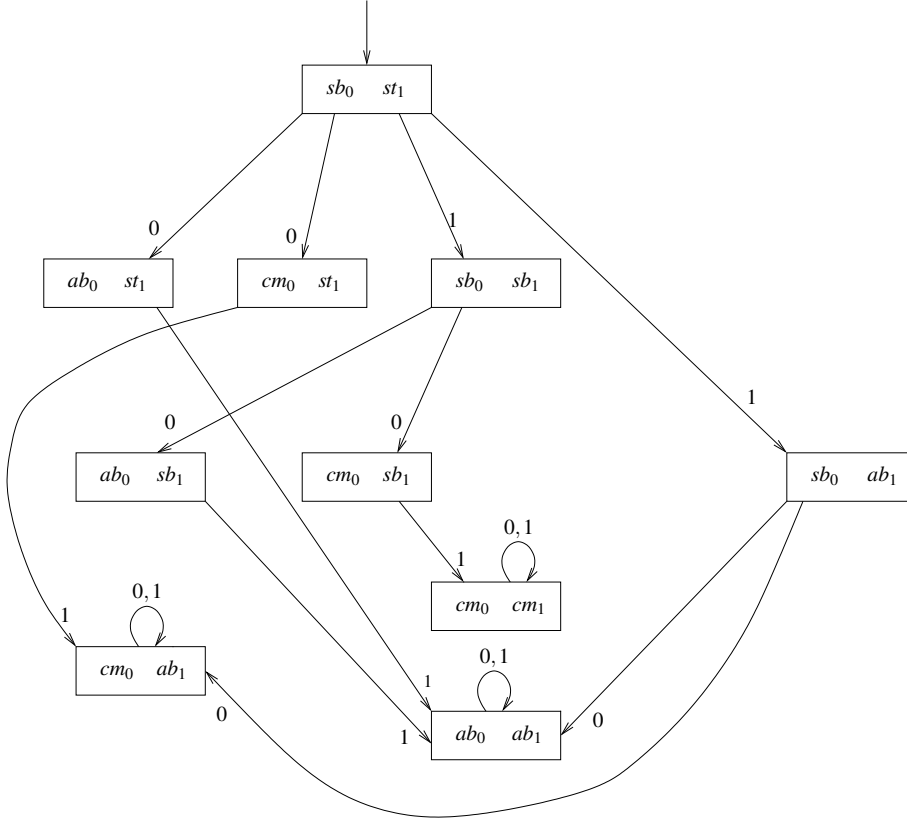 sb₀ st₁
0
0
1
ab₀ st₁
cm₀ st₁
sb₀ sb₁
1
0
0
ab₀ sb₁
cm₀ sb₁
sb₀ ab₁
0, 1
1
cm₀ cm₁
0, 1
1
cm₀ ab₁
0, 1
1
0
1
ab₀ ab₁
0